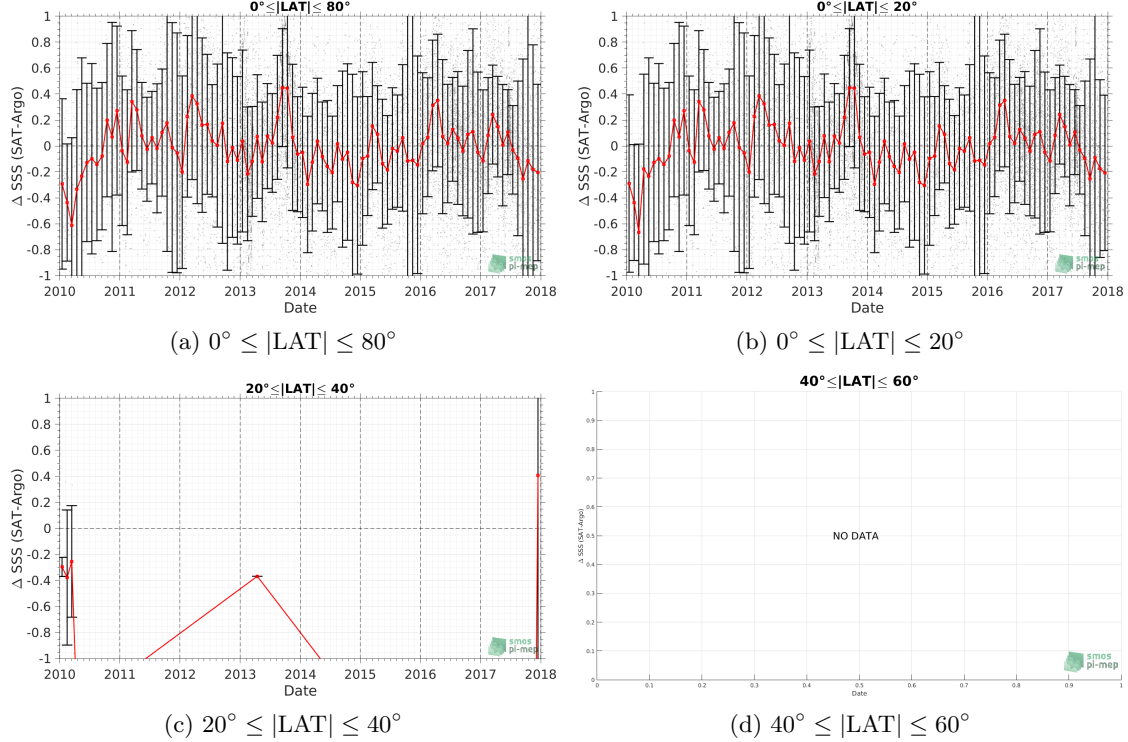 0°≤|LAT|≤ 80°
Δ SSS (SAT-Argo)
1
0.8
0.6
0.4
0.2
0
-0.2
-0.4
-0.6
-0.8
-1
2010 2011 2012 2013 2014 2015 2016 2017 2018
Date
smos
pi-mep
(a) 0° ≤ |LAT| ≤ 80°
0°≤|LAT|≤ 20°
Δ SSS (SAT-Argo)
1
0.8
0.6
0.4
0.2
0
-0.2
-0.4
-0.6
-0.8
-1
2010 2011 2012 2013 2014 2015 2016 2017 2018
Date
smos
pi-mep
(b) 0° ≤ |LAT| ≤ 20°
20°≤|LAT|≤ 40°
Δ SSS (SAT-Argo)
1
0.8
0.6
0.4
0.2
0
-0.2
-0.4
-0.6
-0.8
-1
2010 2011 2012 2013 2014 2015 2016 2017 2018
Date
smos
pi-mep
(c) 20° ≤ |LAT| ≤ 40°
40°≤|LAT|≤ 60°
Δ SSS (SAT-Argo)
1
0.9
0.8
0.7
0.6
0.5
0.4
0.3
0.2
0.1
0
NO DATA
0 0.1 0.2 0.3 0.4 0.5 0.6 0.7 0.8 0.9 1
Date
smos
pi-mep
(d) 40° ≤ |LAT| ≤ 60°